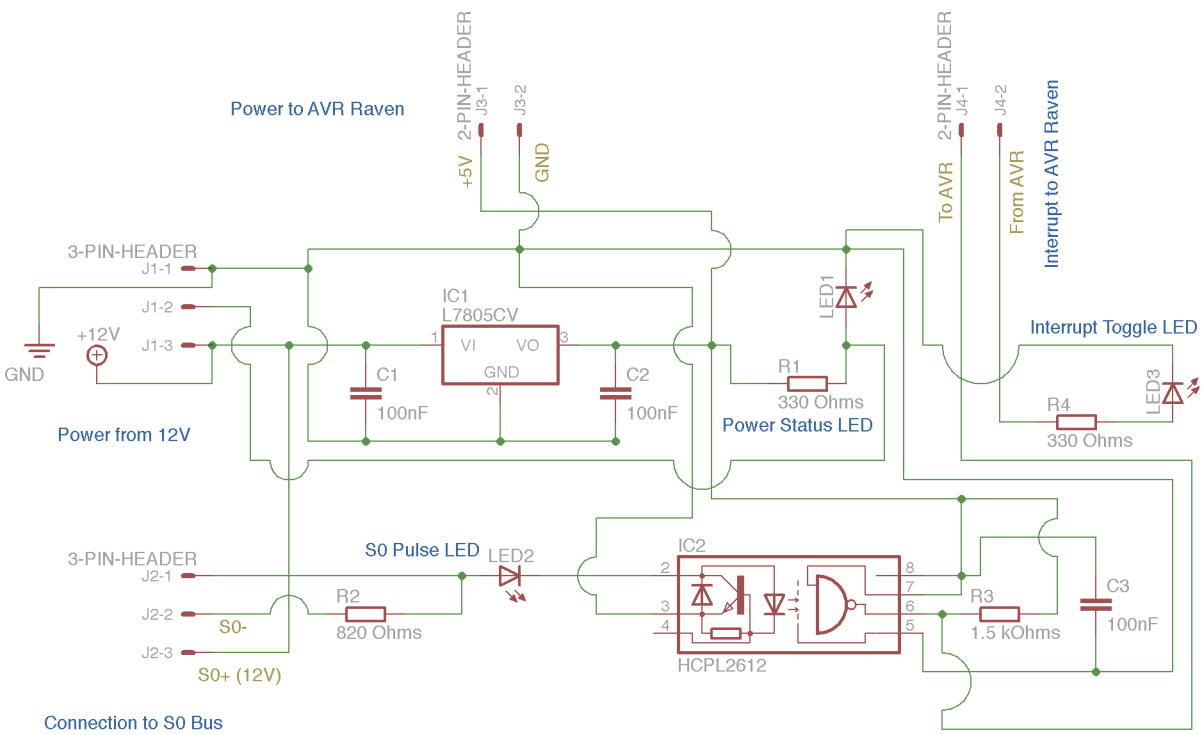 2-PIN-HEADER
J3-1
J3-2
Power to AVR Raven
+5V
GND
2-PIN-HEADER
J4-1
J4-2
To AVR
From AVR
Interrupt to AVR Raven
3-PIN-HEADER
J1-1
J1-2
J1-3
+12V
GND
Power from 12V
IC1
L7805CV
1
VI
VO
3
GND
2
C1
100nF
C2
100nF
LED1
R1
330 Ohms
Power Status LED
Interrupt Toggle LED
LED3
R4
330 Ohms
3-PIN-HEADER
J2-1
J2-2
J2-3
S0 Pulse LED
LED2
R2
820 Ohms
S0-
S0+ (12V)
IC2
2
3
4
8
7
6
5
HCPL2612
R3
1.5 kOhms
C3
100nF
Connection to S0 Bus